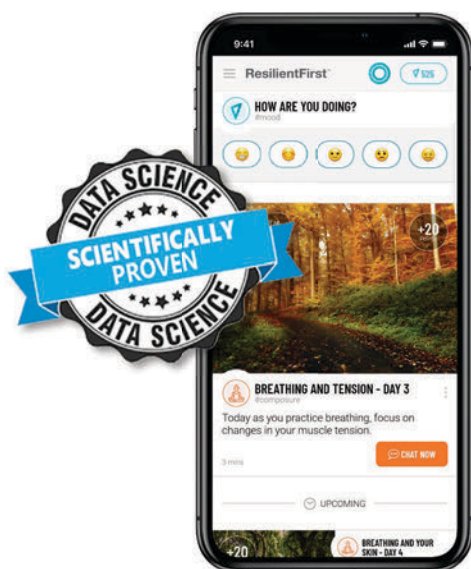 9:41
ResilientFirst™
525
HOW ARE YOU DOING?
#mood
DATA SCIENCE
SCIENTIFICALLY
PROVEN
DATA SCIENCE
+20
BREATHING AND TENSION - DAY 3
#composure
Today as you practice breathing, focus on
changes in your muscle tension.
3 mins
CHAT NOW
UPCOMING
+20
BREATHING AND YOUR
SKIN - DAY 4